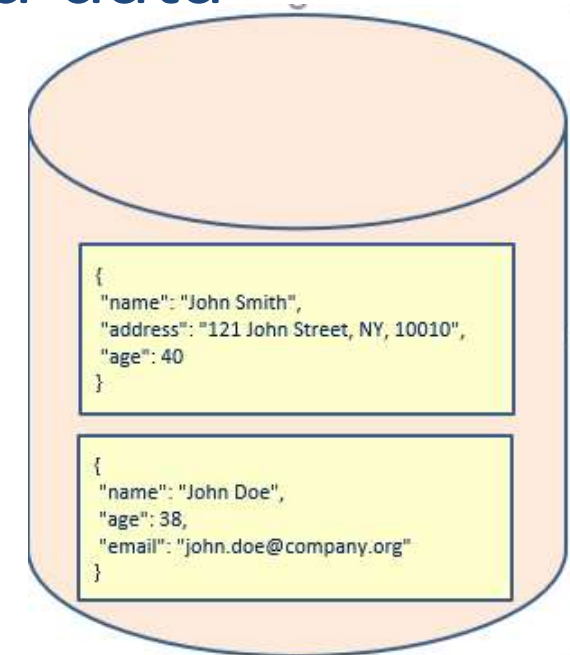 {
"name": "John Smith",
"address": "121 John Street, NY, 10010",
"age": 40
}
{
"name": "John Doe",
"age": 38,
"email": "john.doe@company.org"
}